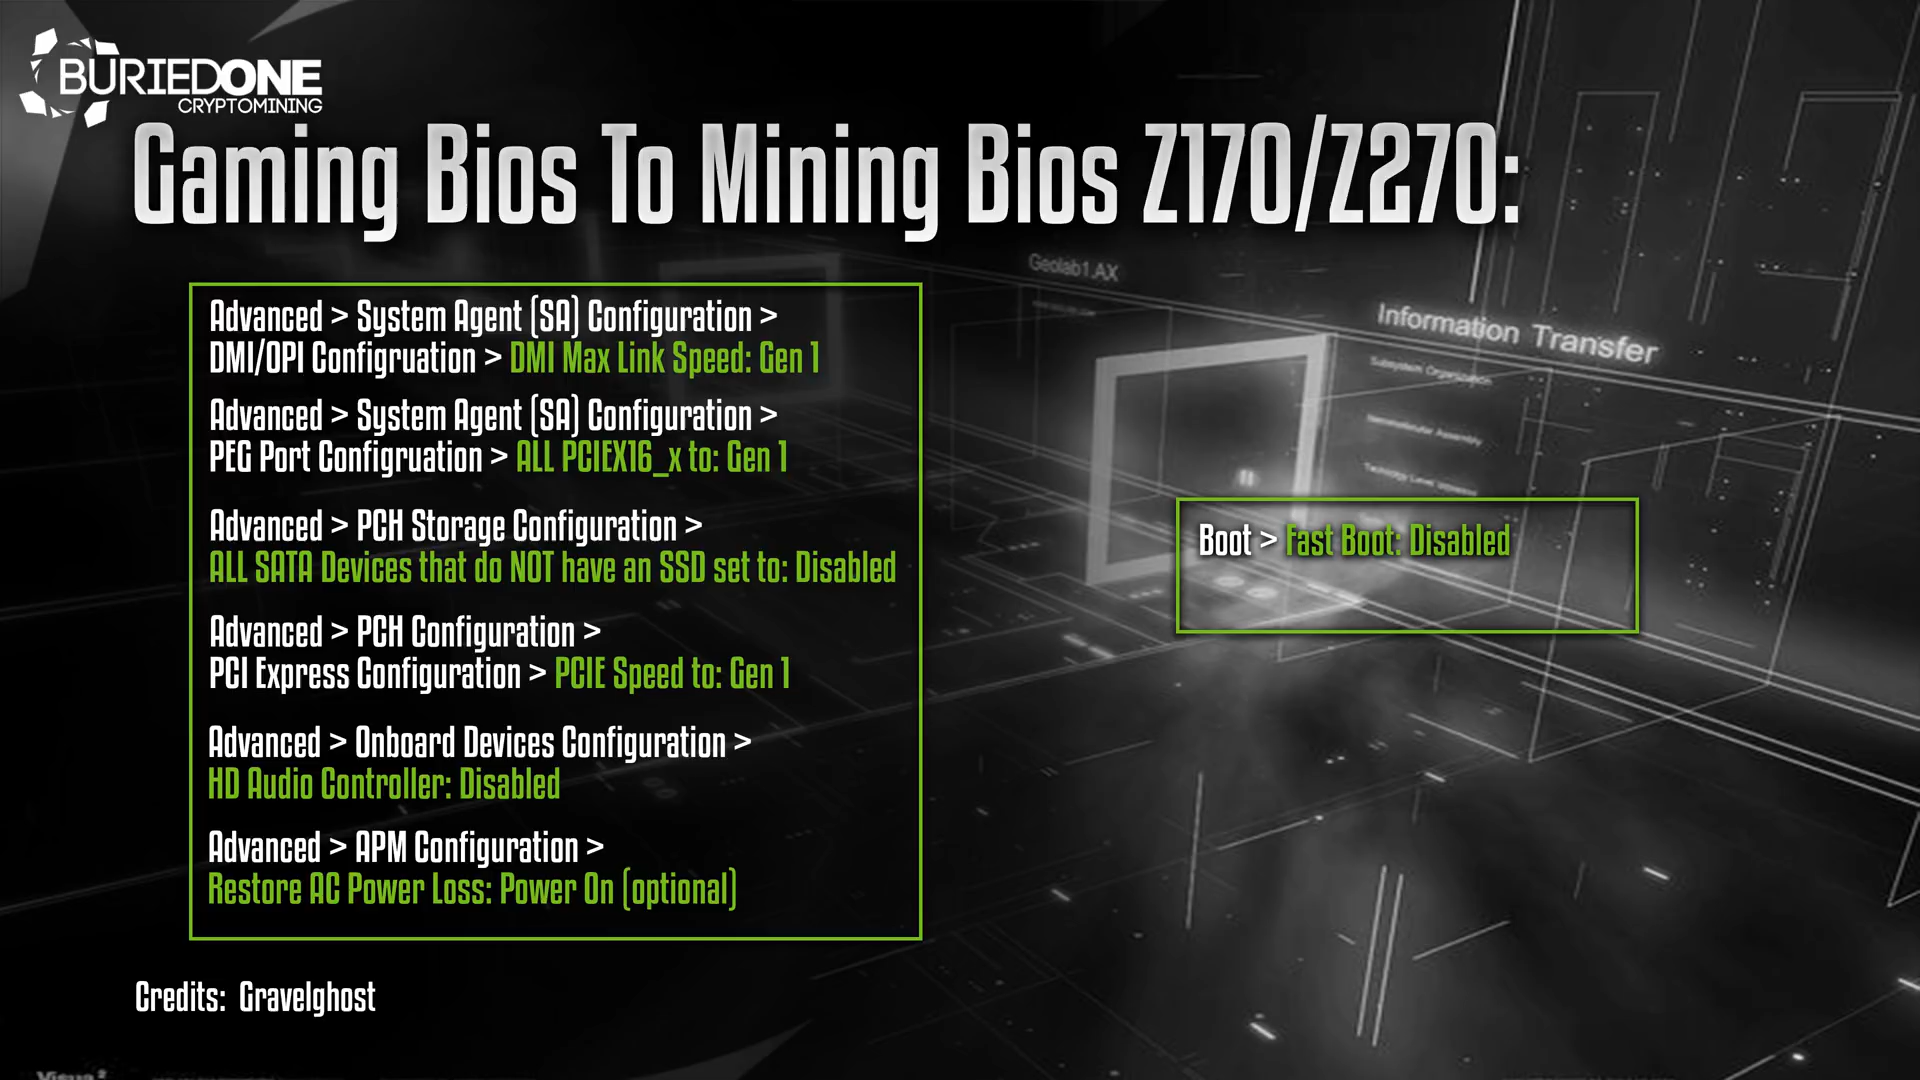 BURIEDONE
CRYPTOMINING
Gaming Bios To Mining Bios Z170/Z270:
Geolab1.AX
Information Transfer
Subsystem Organization
Advanced > System Agent (SA) Configuration >
DMI/OPI Configruation > DMI Max Link Speed: Gen 1
Advanced > System Agent (SA) Configuration >
PEG Port Configruation > ALL PCIEX16_x to: Gen 1
Advanced > PCH Storage Configuration >
ALL SATA Devices that do NOT have an SSD set to: Disabled
Advanced > PCH Configuration >
PCI Express Configuration > PCIE Speed to: Gen 1
Advanced > Onboard Devices Configuration >
HD Audio Controller: Disabled
Advanced > APM Configuration >
Restore AC Power Loss: Power On (optional)
Boot > Fast Boot: Disabled
Credits: Gravelghost